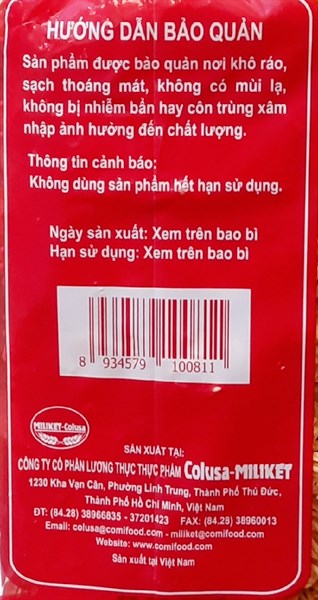 HƯỚNG DẪN BẢO QUẢN
Sản phẩm được bảo quản nơi khô ráo,
sạch thoáng mát, không có mùi lạ,
không bị nhiễm bẩn hay côn trùng xâm
nhập ảnh hưởng đến chất lượng.
Thông tin cảnh báo:
Không dùng sản phẩm hết hạn sử dụng.
Ngày sản xuất: Xem trên bao bì
Hạn sử dụng: Xem trên bao bì
8 934579 100811
MILIKET-Colusa
SẢN XUẤT TẠI:
CÔNG TY CỔ PHẦN LƯƠNG THỰC THỰC PHẨM Colusa-MILIKET
1230 Kha Vạn Cân, Phường Linh Trung, Thành Phố Thủ Đức,
Thành Phố Hồ Chí Minh, Việt Nam
ĐT: (84.28) 38966835 - 37201423 FAX: (84.28) 38960013
Email: colusa@comifood.com - miliket@comifood.com
Website: www.comifood.com
Sản xuất tại Việt Nam